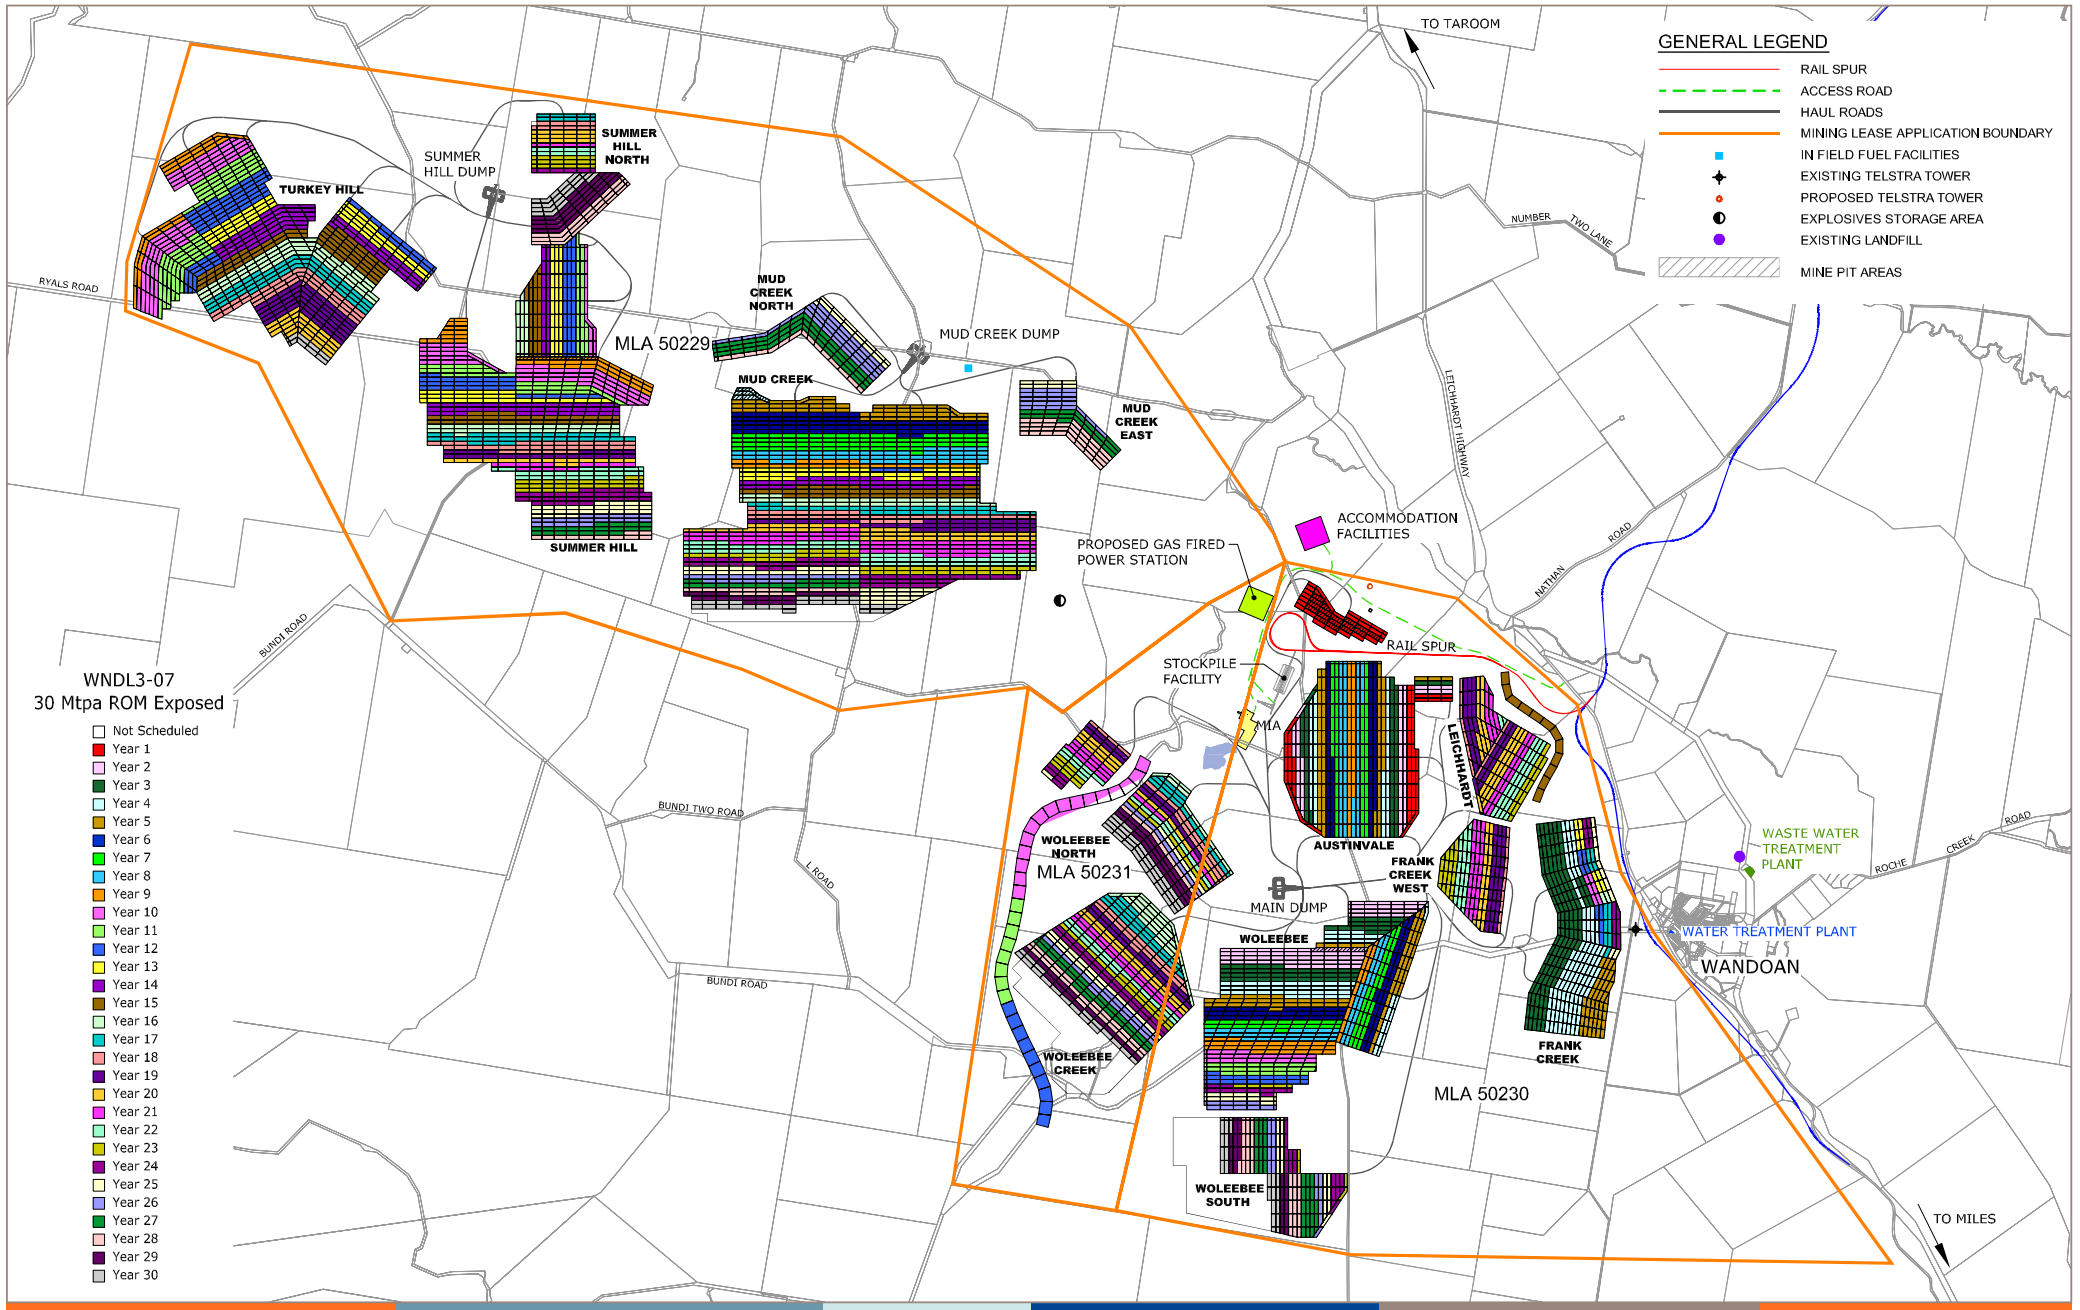 TO TAROOM
GENERAL LEGEND
RAIL SPUR
ACCESS ROAD
HAUL ROADS
MINING LEASE APPLICATION BOUNDARY
IN FIELD FUEL FACILITIES
EXISTING TELSTRA TOWER
PROPOSED TELSTRA TOWER
EXPLOSIVES STORAGE AREA
EXISTING LANDFILL
MINE PIT AREAS
SUMMER
HILL
NORTH
SUMMER
HILL DUMP
TURKEY HILL
NUMBER
TWO LANE
RYALS ROAD
MUD
CREEK
NORTH
MLA 50229
MUD CREEK DUMP
MUD CREEK
MUD
CREEK
EAST
LEICHHARDT HIGHWAY
SUMMER HILL
ACCOMMODATION
FACILITIES
PROPOSED GAS FIRED
POWER STATION
NATHAN
ROAD
BUNDI ROAD
RAIL SPUR
STOCKPILE
FACILITY
MIA
LEICHHARDT
WNDL3-07
30 Mtpa ROM Exposed
Not Scheduled
Year 1
Year 2
Year 3
Year 4
Year 5
Year 6
Year 7
Year 8
Year 9
Year 10
Year 11
Year 12
Year 13
Year 14
Year 15
Year 16
Year 17
Year 18
Year 19
Year 20
Year 21
Year 22
Year 23
Year 24
Year 25
Year 26
Year 27
Year 28
Year 29
Year 30
BUNDI TWO ROAD
L ROAD
BUNDI ROAD
WOLEEBEE
NORTH
MLA 50231
AUSTINVALE
FRANK
CREEK
WEST
MAIN DUMP
WOLEEBEE
WASTE WATER
TREATMENT
PLANT
ROCHE
CREEK
ROAD
WATER TREATMENT PLANT
WANDOAN
WOLEEBEE
CREEK
FRANK
CREEK
MLA 50230
WOLEEBEE
SOUTH
TO MILES